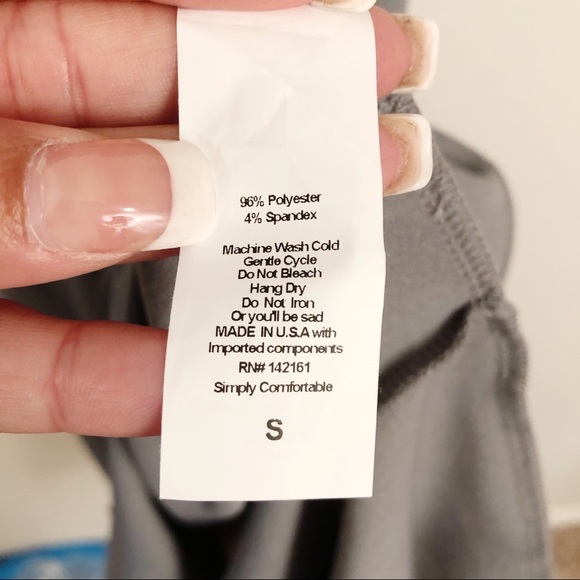 96% Polyester
4% Spandex
Machine Wash Cold
Gentle Cycle
Do Not Bleach
Hang Dry
Do Not Iron
Or you'll be sad
MADE IN U.S.A with
Imported components
RN# 142161
Simply Comfortable
S